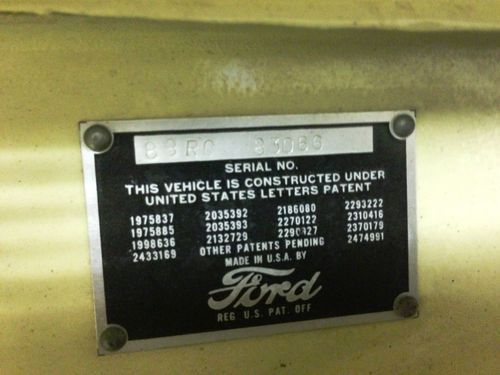 SERIAL NO.
THIS VEHICLE IS CONSTRUCTED UNDER
UNITED STATES LETTERS PATENT
1975837 2035392 2186080 2293222
1975885 2035393 2270122 2310416
1998636 2132729 2370179
2433169 OTHER PATENTS PENDING 2474991
MADE IN U.S.A. BY
Ford
REG U.S. PAT. OFF